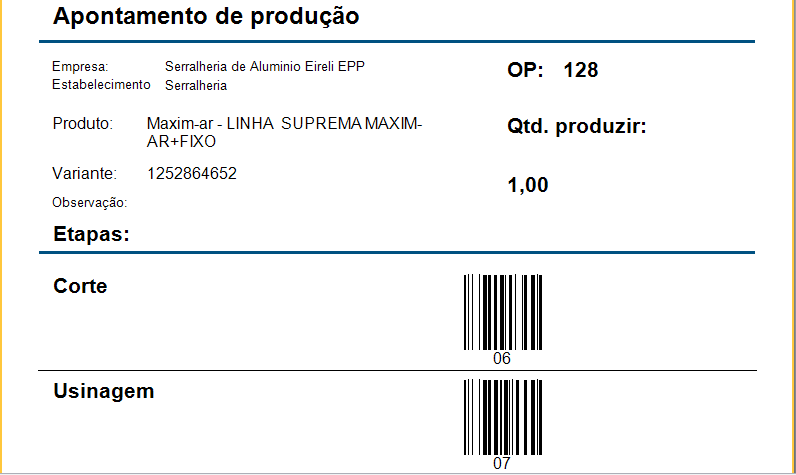 Apontamento de produção
Empresa: Serralheria de Aluminio Eireli EPP
Estabelecimento Serralheria
OP: 128
Produto: Maxim-ar - LINHA SUPREMA MAXIM-
AR+FIXO
Qtd. produzir:
Variante: 1252864652
1,00
Observação:
Etapas:
Corte
06
Usinagem
07